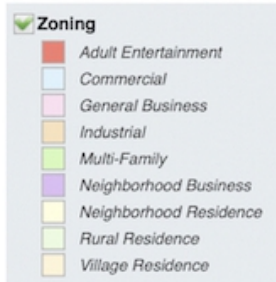 Zoning
Adult Entertainment
Commercial
General Business
Industrial
Multi-Family
Neighborhood Business
Neighborhood Residence
Rural Residence
Village Residence